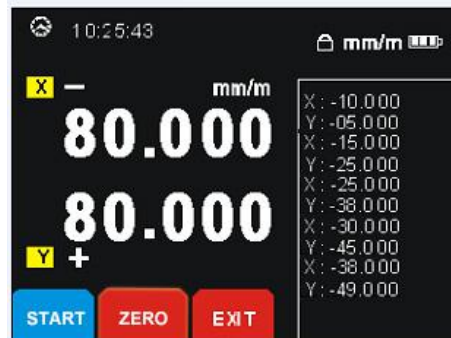 10:25:43
mm/m
X − mm/m
80.000
80.000
Y +
X: -10.000
Y: -05.000
X: -15.000
Y: -25.000
X: -25.000
Y: -38.000
X: -30.000
Y: -45.000
X: -38.000
Y: -49.000
START ZERO EXIT